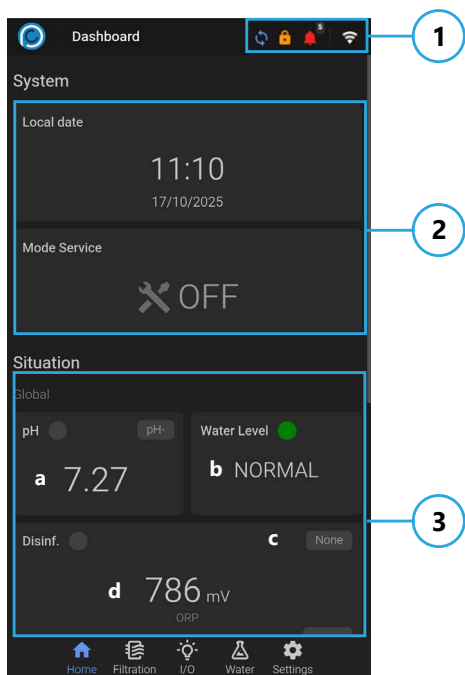 Dashboard 5 1
System
Local date
11:10
17/10/2025
2
Mode Service
OFF
Situation
Global
pH pH- Water Level
a 7.27 b NORMAL
3
Disinf. c None
d 786 mV
ORP
Home Filtration I/O Water Settings